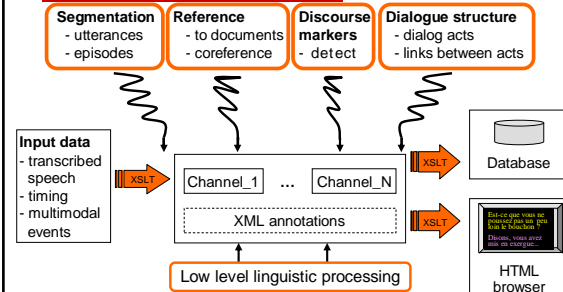 Segmentation
- utterances
- episodes
Reference
- to documents
- coreference
Discourse
markers
- detect
Dialogue structure
- dialog acts
- links between acts
Input data
- transcribed
speech
- timing
- multimodal
events
XSLT
Channel_1 ... Channel_N
XML annotations
XSLT
Database
XSLT
Est-ce que vous ne
poussez pas un peu
loin le bouchon ?
Disons, vous avez
mis en exergue...
HTML
browser
Low level linguistic processing